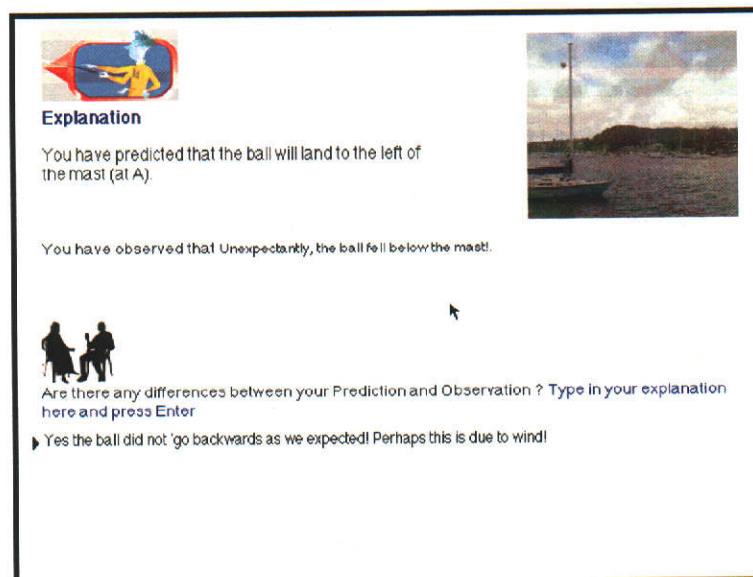 Explanation
You have predicted that the ball will land to the left of
the mast (at A).
You have observed that Unexpectantly, the ball fell below the mast!.
Are there any differences between your Prediction and Observation ? Type in your explanation
here and press Enter
Yes the ball did not 'go backwards as we expected! Perhaps this is due to wind!